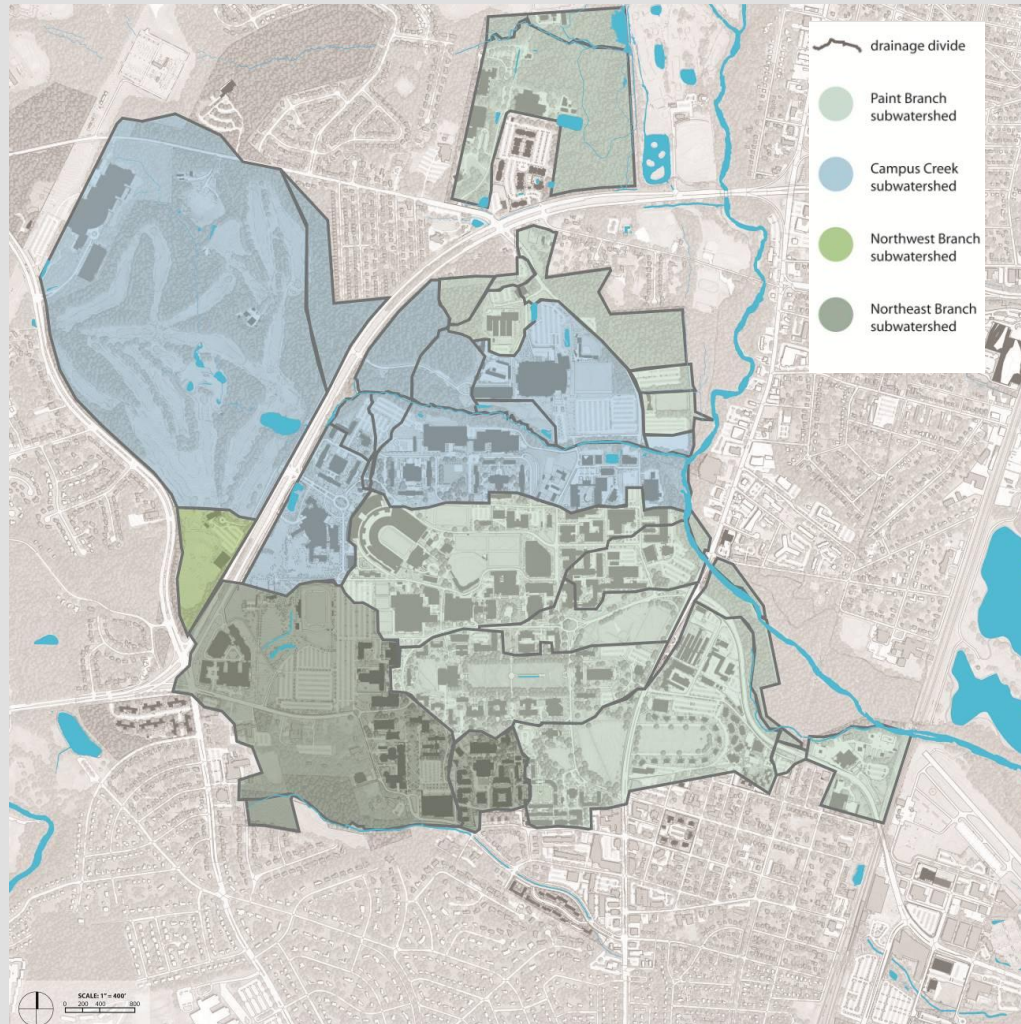 drainage divide
Paint Branch
subwatershed
Campus Creek
subwatershed
Northwest Branch
subwatershed
Northeast Branch
subwatershed
SCALE: 1" = 400'
0 200 400 800